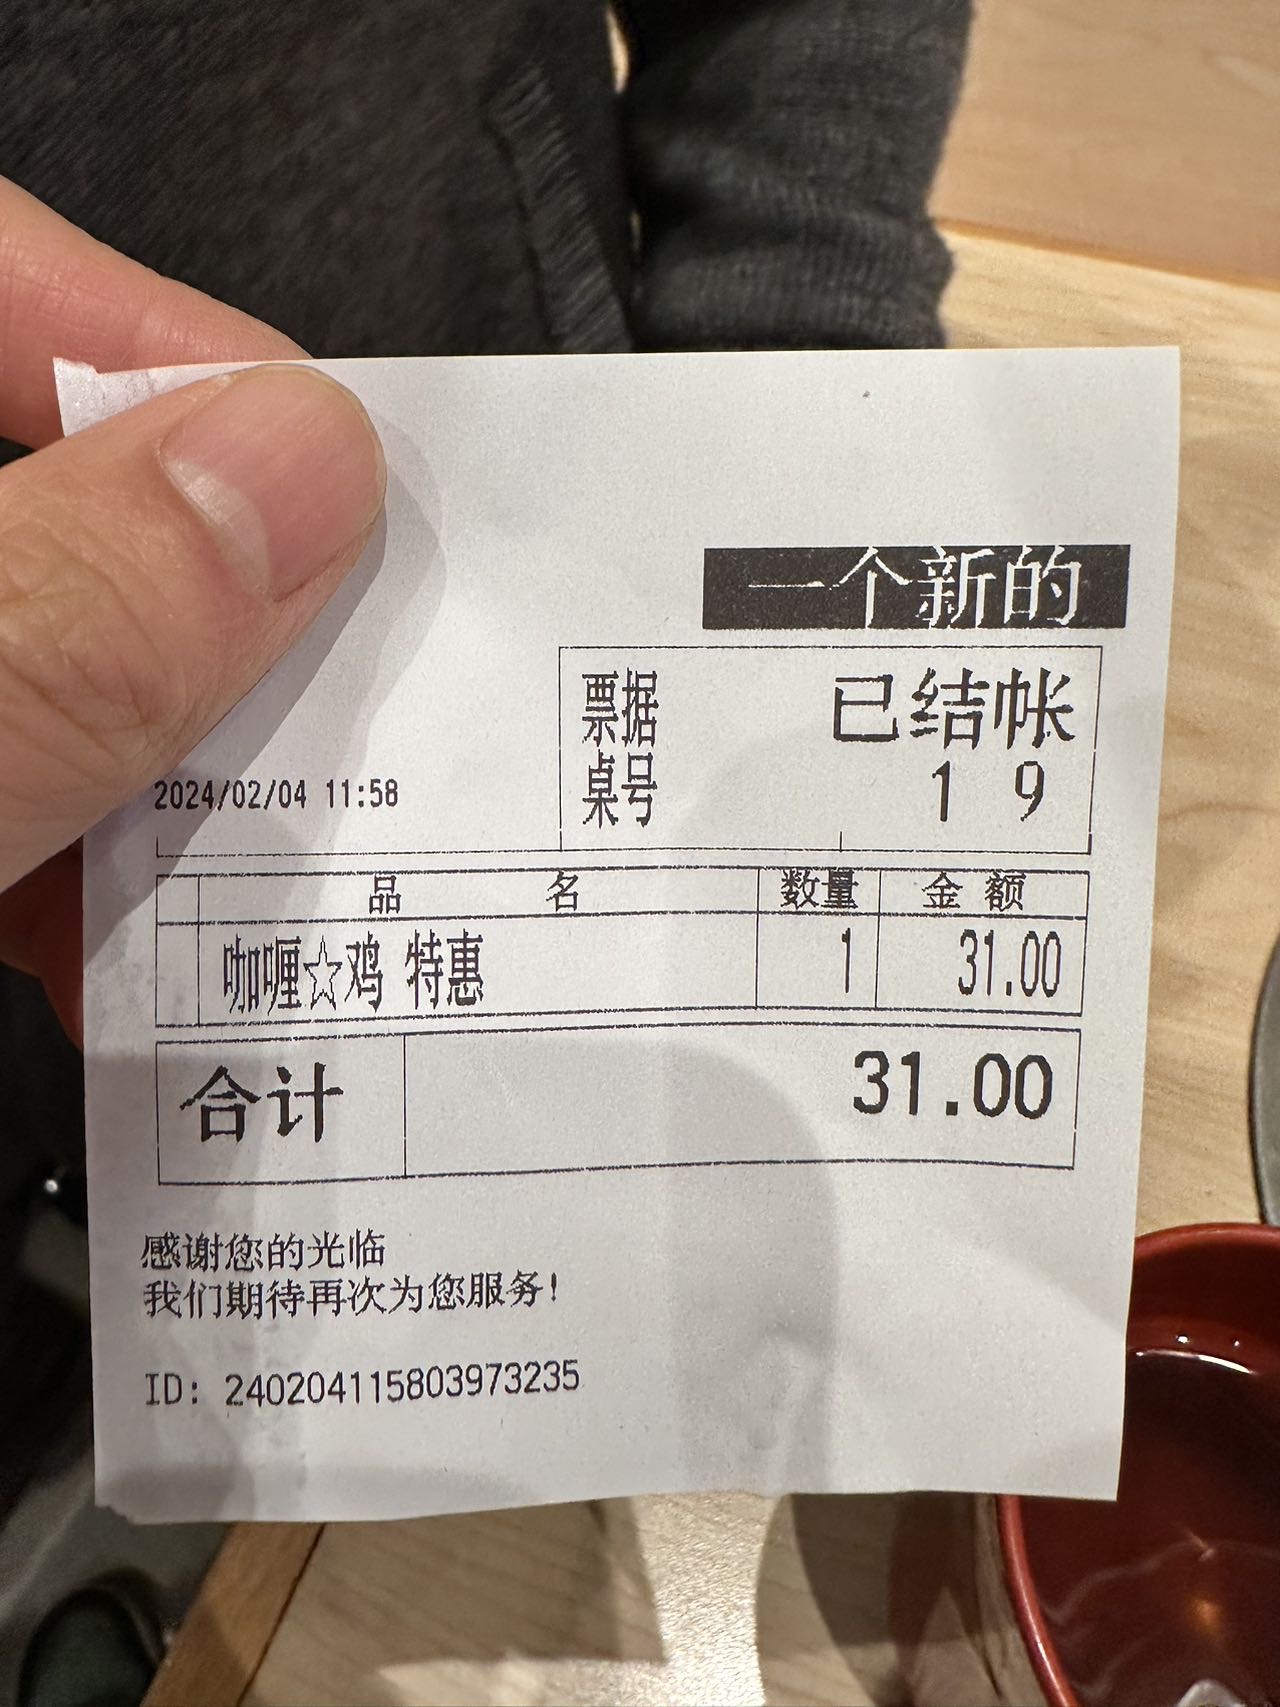 一个新的
票据 已结帐
桌号 19
2024/02/04 11:58
品名 数量 金额
咖喱☆鸡 特惠 1 31.00
合计 31.00
感谢您的光临
我们期待再次为您服务!
ID: 240204115803973235